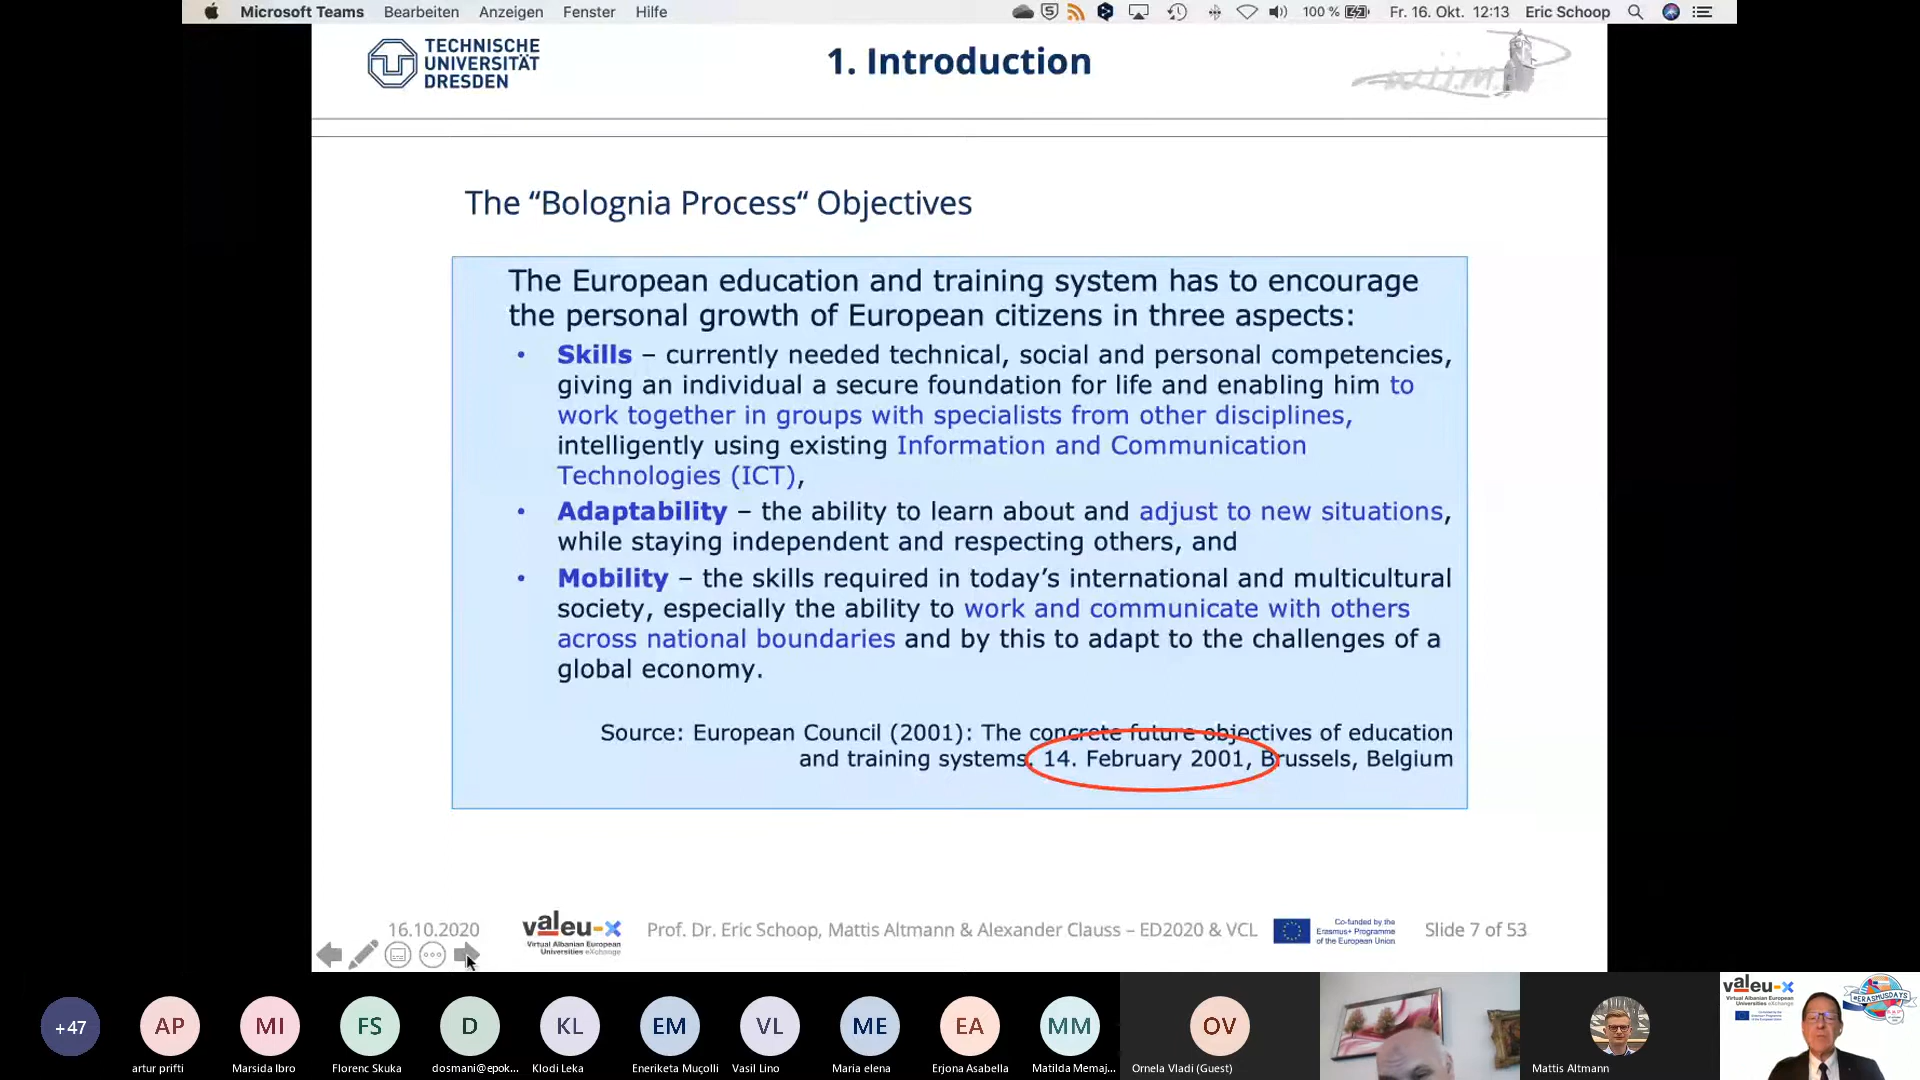 Microsoft Teams Bearbeiten Anzeigen Fenster Hilfe
100 % Fr. 16. Okt. 12:13 Eric Schoop
TECHNISCHE
UNIVERSITÄT
DRESDEN
1. Introduction
The “Bolognia Process“ Objectives
The European education and training system has to encourage
the personal growth of European citizens in three aspects:
• Skills – currently needed technical, social and personal competencies,
giving an individual a secure foundation for life and enabling him to
work together in groups with specialists from other disciplines,
intelligently using existing Information and Communication
Technologies (ICT),
• Adaptability – the ability to learn about and adjust to new situations,
while staying independent and respecting others, and
• Mobility – the skills required in today’s international and multicultural
society, especially the ability to work and communicate with others
across national boundaries and by this to adapt to the challenges of a
global economy.
Source: European Council (2001): The concrete future objectives of education
and training systems. 14. February 2001, Brussels, Belgium
16.10.2020
valeu-x
Virtual Albanian European
Universities eXchange
Prof. Dr. Eric Schoop, Mattis Altmann & Alexander Clauss – ED2020 & VCL
Co-funded by the
Erasmus+ Programme
of the European Union
Slide 7 of 53
+47
AP
artur prifti
MI
Marsida Ibro
FS
Florenc Skuka
D
dosmani@epok...
KL
Klodi Leka
EM
Eneriketa Muçolli
VL
Vasil Lino
ME
Maria elena
EA
Erjona Asabella
MM
Matilda Memaj...
OV
Ornela Vladi (Guest)
Mattis Altmann
valeu-x
Virtual Albanian European
Universities eXchange
#ERASMUSDAYS